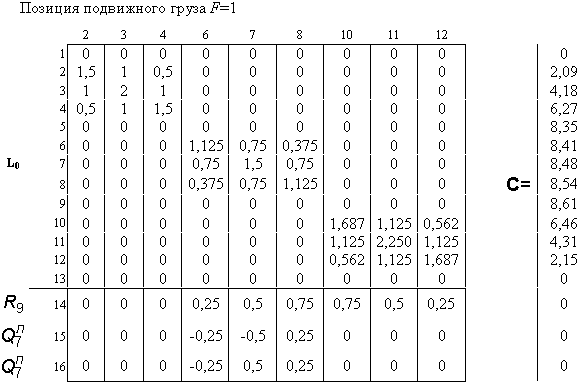 Позиция подвижного груза F=1
2 3 4 6 7 8 10 11 12
1 0 0 0 0 0 0 0 0 0 0
2 1,5 1 0,5 0 0 0 0 0 0 2,09
3 1 2 1 0 0 0 0 0 0 4,18
4 0,5 1 1,5 0 0 0 0 0 0 6,27
5 0 0 0 0 0 0 0 0 0 8,35
6 0 0 0 1,125 0,75 0,375 0 0 0 8,41
L₀ 7 0 0 0 0,75 1,5 0,75 0 0 0 8,48
8 0 0 0 0,375 0,75 1,125 0 0 0 C= 8,54
9 0 0 0 0 0 0 0 0 0 8,61
10 0 0 0 0 0 0 1,687 1,125 0,562 6,46
11 0 0 0 0 0 0 1,125 2,250 1,125 4,31
12 0 0 0 0 0 0 0,562 1,125 1,687 2,15
13 0 0 0 0 0 0 0 0 0 0
R₉ 14 0 0 0 0,25 0,5 0,75 0,75 0,5 0,25 0
Q₇ⁿ 15 0 0 0 -0,25 -0,5 0,25 0 0 0 0
Q₇ⁿ 16 0 0 0 -0,25 0,5 0,25 0 0 0 0